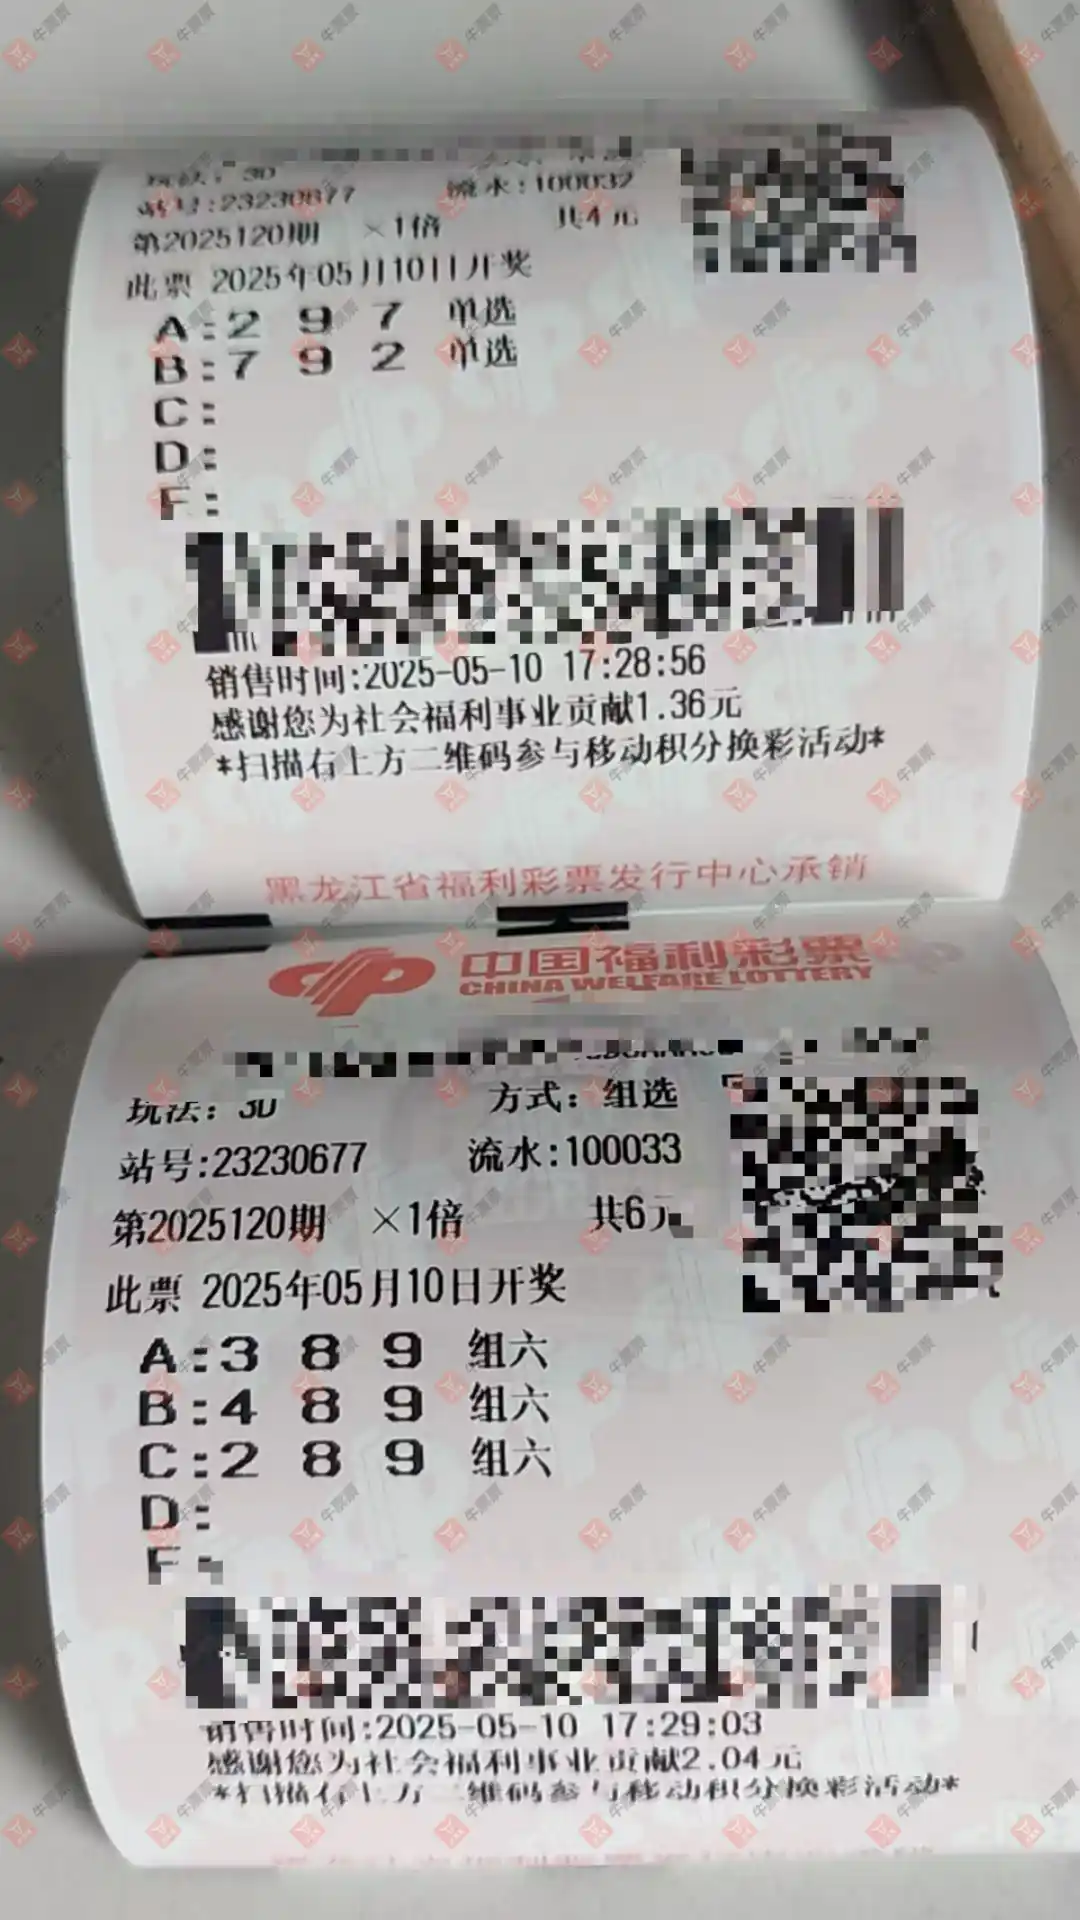 玩法：3D
站号:23230677 流水:100032
第2025120期 ×1倍 共4元
此票 2025年05月10日开奖
A:2 9 7 单选
B:7 9 2 单选
C:
D:
E:
销售时间:2025-05-10 17:28:56
感谢您为社会福利事业贡献1.36元
*扫描右上方二维码参与移动积分换彩活动*
黑龙江省福利彩票发行中心承销
中国福利彩票
CHINA WELFARE LOTTERY
玩法：3D 方式：组选
站号:23230677 流水:100033
第2025120期 ×1倍 共6元
此票 2025年05月10日开奖
A:3 8 9 组六
B:4 8 9 组六
C:2 8 9 组六
D:
E:
销售时间:2025-05-10 17:29:03
感谢您为社会福利事业贡献2.04元
*扫描右上方二维码参与移动积分换彩活动*